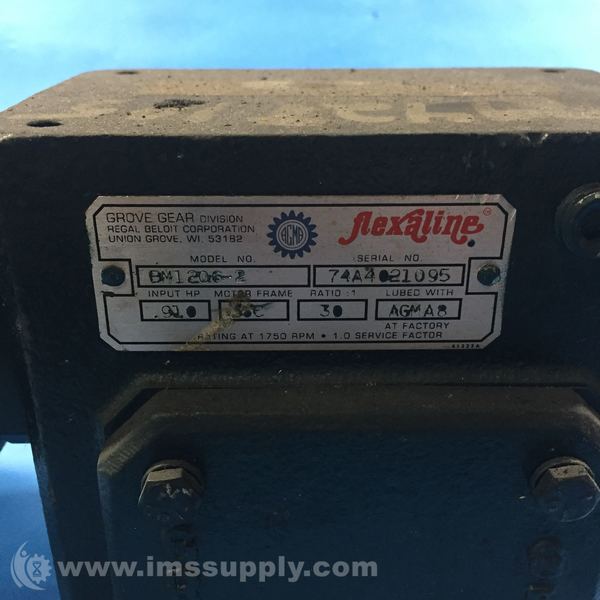 GROVE GEAR DIVISION
REGAL BELOIT CORPORATION
UNION GROVE, WI. 53182
AGMA
flexaline
MODEL NO. SERIAL NO.
BM1206-2 74A4021095
INPUT HP MOTOR FRAME RATIO :1 LUBED WITH
.910 30 AGMA8
AT FACTORY
RATING AT 1750 RPM • 1.0 SERVICE FACTOR
www.imssupply.com